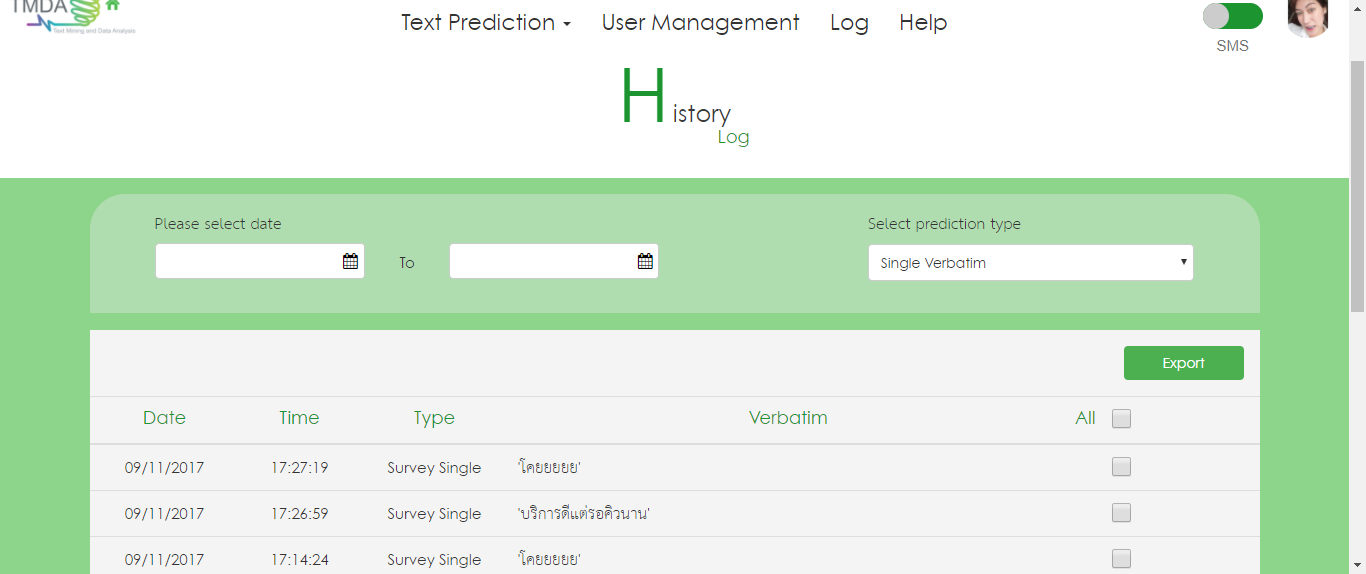 TMDA
Text Mining and Data Analysis
Text Prediction User Management Log Help
SMS
History
Log
Please select date
Select prediction type
To
Single Verbatim
Export
Date Time Type Verbatim All
09/11/2017 17:27:19 Survey Single 'โคยยยยย'
09/11/2017 17:26:59 Survey Single 'บริการดีแต่รอคิวนาน'
09/11/2017 17:14:24 Survey Single 'โคยยยยย'